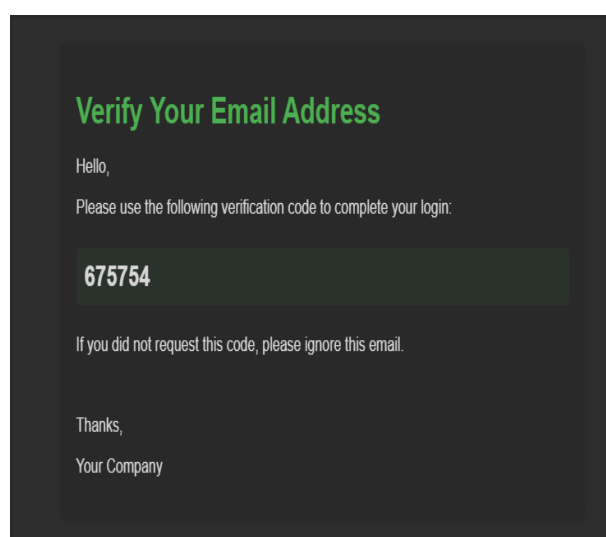 Verify Your Email Address
Hello,
Please use the following verification code to complete your login:
675754
If you did not request this code, please ignore this email.
Thanks,
Your Company